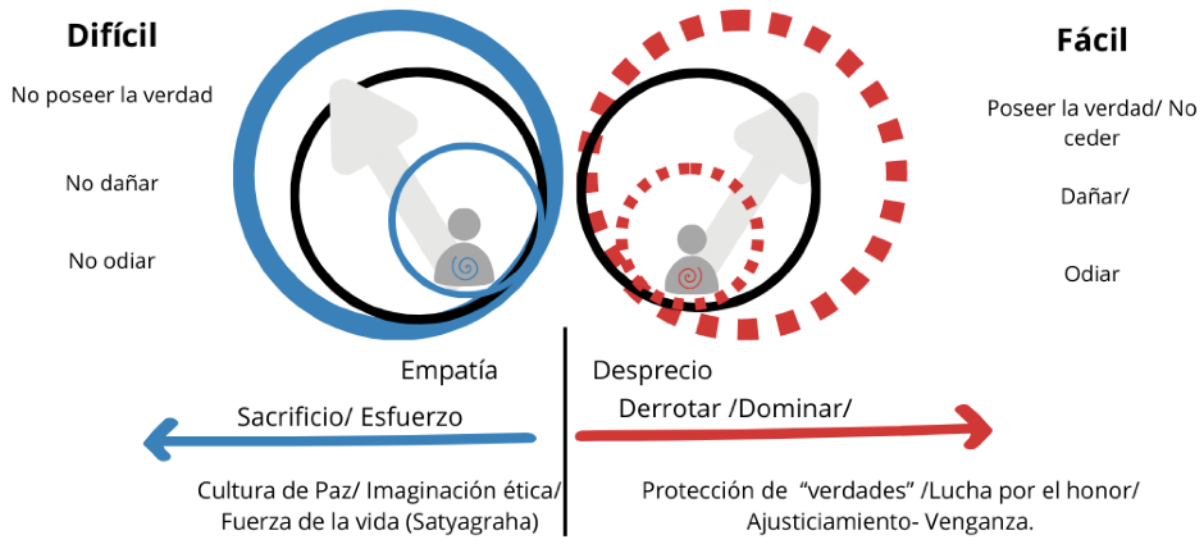 Difícil
No poseer la verdad
No dañar
No odiar
Fácil
Poseer la verdad/ No
ceder
Dañar/
Odiar
Empatía
Desprecio
Sacrificio/ Esfuerzo
Derrotar /Dominar/
Cultura de Paz/ Imaginación ética/
Fuerza de la vida (Satyagraha)
Protección de “verdades” /Lucha por el honor/
Ajusticiamiento- Venganza.